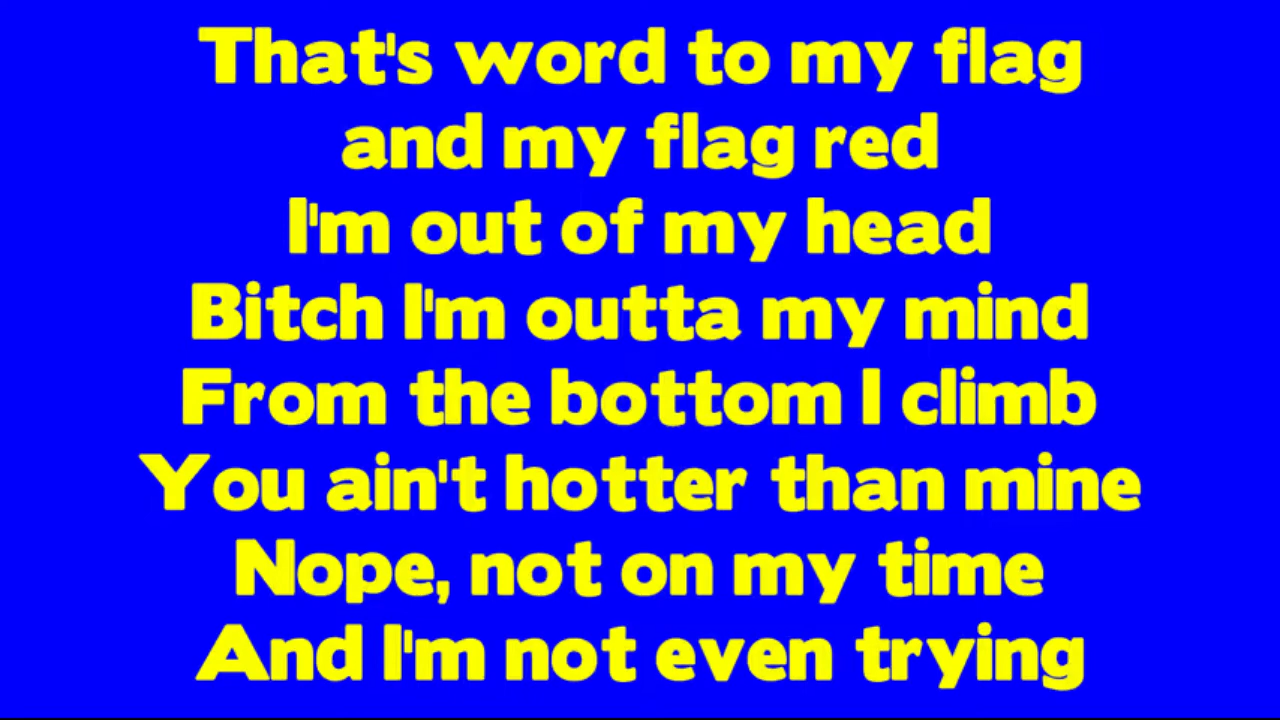 That's word to my flag
and my flag red
I'm out of my head
Bitch I'm outta my mind
From the bottom I climb
You ain't hotter than mine
Nope, not on my time
And I'm not even trying